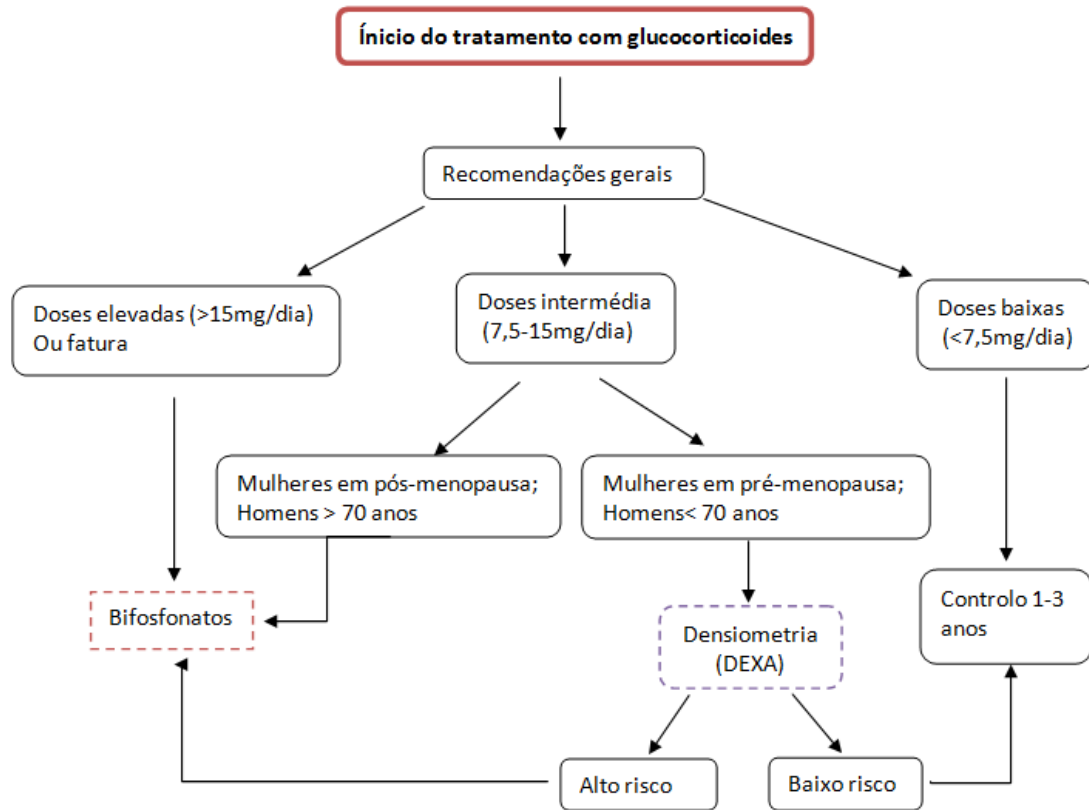 Ínicio do tratamento com glucocorticoides
Recomendações gerais
Doses elevadas (>15mg/dia)
Ou fatura
Doses intermédia
(7,5-15mg/dia)
Doses baixas
(<7,5mg/dia)
Mulheres em pós-menopausa;
Homens > 70 anos
Mulheres em pré-menopausa;
Homens< 70 anos
Bifosfonatos
Densiometria
(DEXA)
Controlo 1-3
anos
Alto risco
Baixo risco